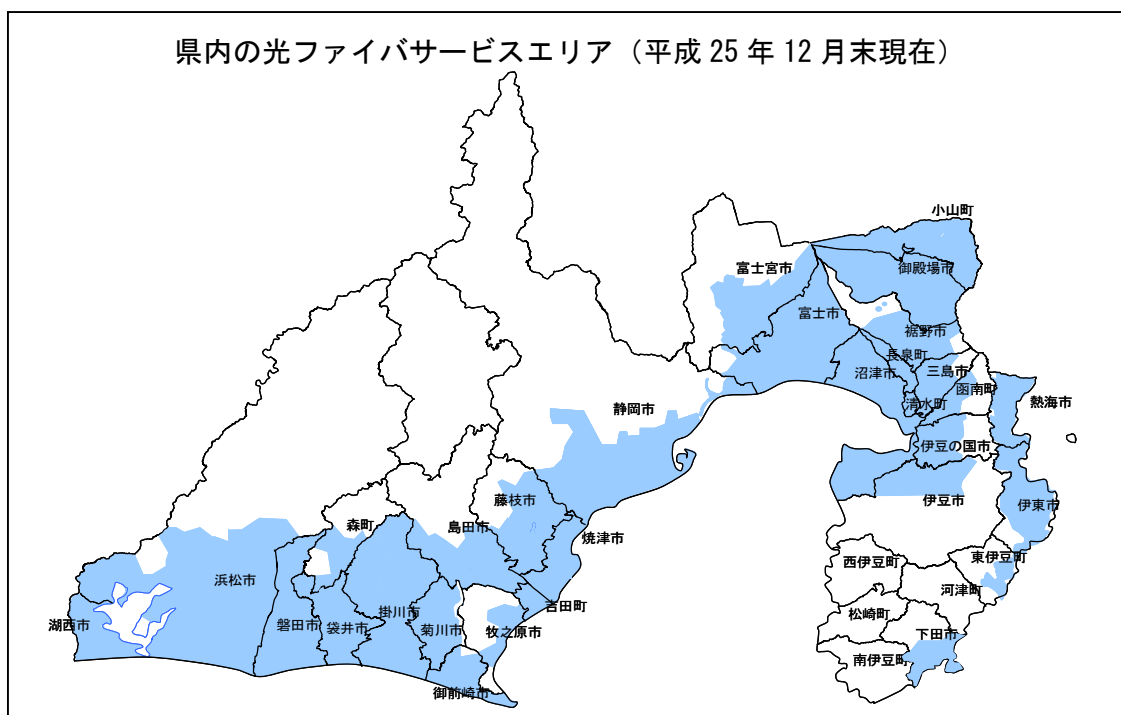 県内の光ファイバサービスエリア（平成 25 年 12 月末現在）
小山町
富士宮市
御殿場市
富士市
裾野市
長泉町
沼津市
三島市
函南町
清水町
熱海市
静岡市
伊豆の国市
藤枝市
伊豆市
伊東市
森町
島田市
焼津市
東伊豆町
西伊豆町
浜松市
河津町
吉田町
掛川市
松崎町
湖西市
磐田市
袋井市
菊川市
牧之原市
下田市
南伊豆町
御前崎市